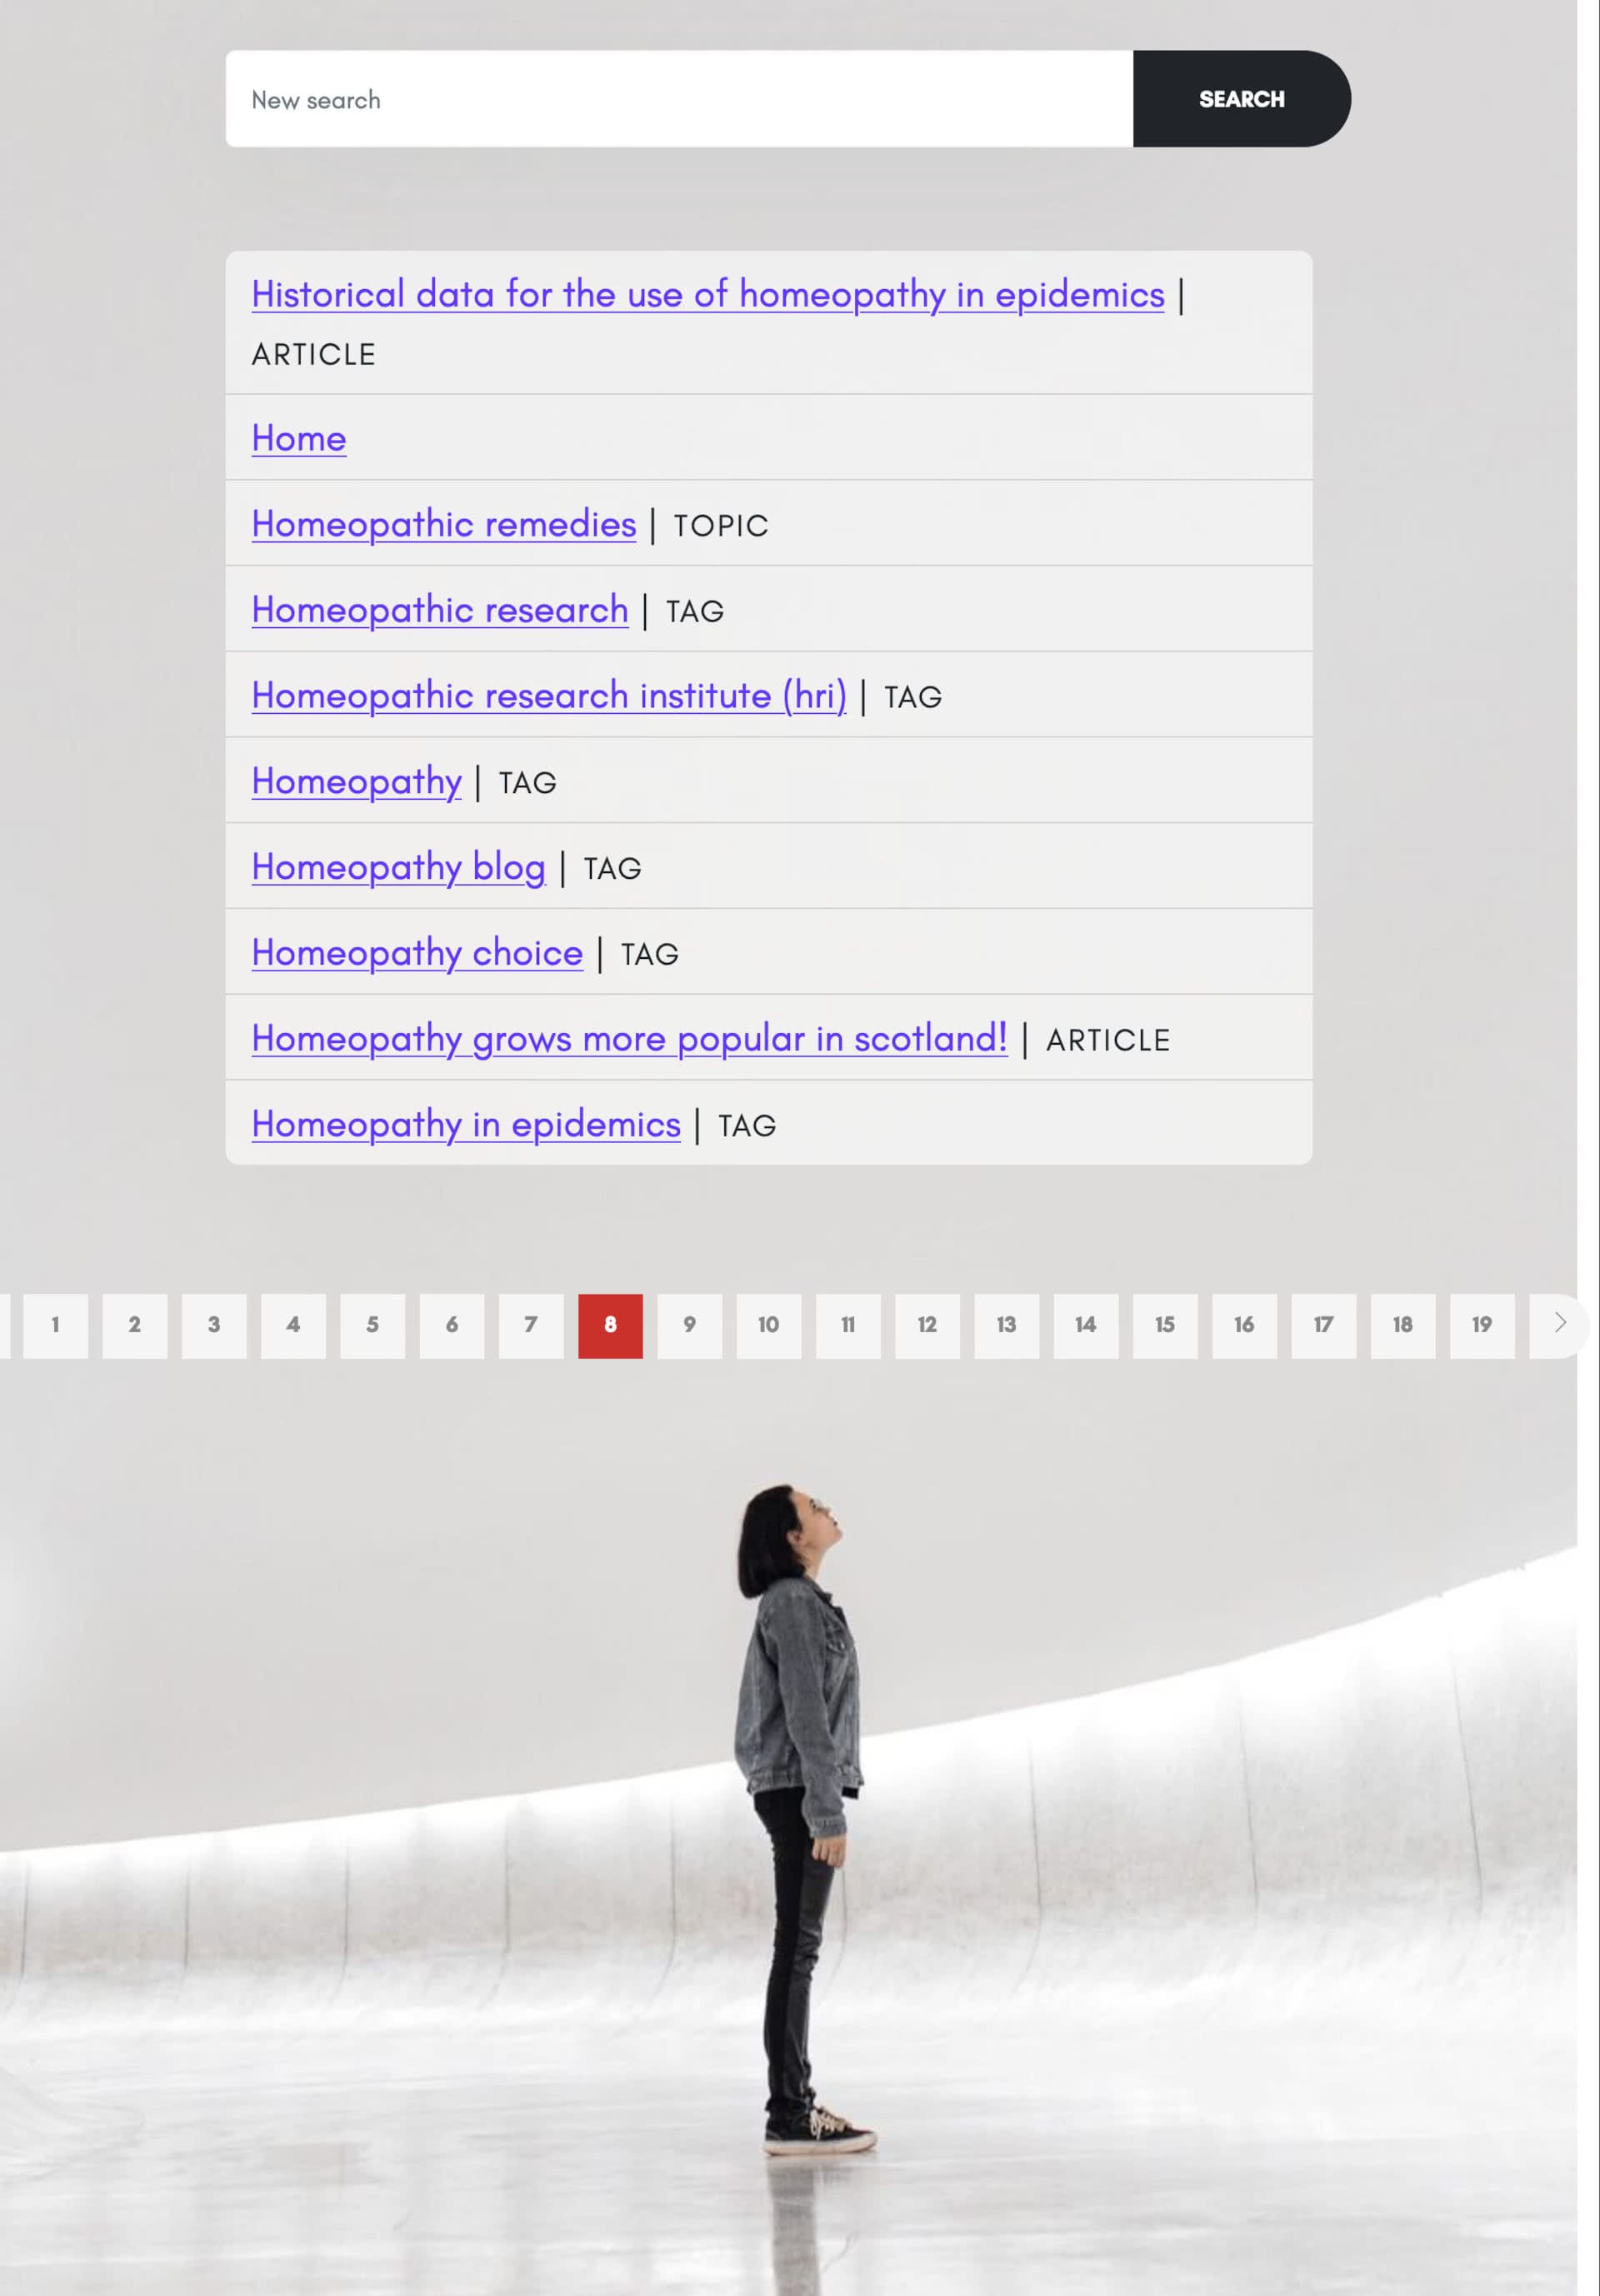 New search
SEARCH
Historical data for the use of homeopathy in epidemics |
ARTICLE
Home
Homeopathic remedies | TOPIC
Homeopathic research | TAG
Homeopathic research institute (hri) | TAG
Homeopathy | TAG
Homeopathy blog | TAG
Homeopathy choice | TAG
Homeopathy grows more popular in scotland! | ARTICLE
Homeopathy in epidemics | TAG
1 2 3 4 5 6 7 8 9 10 11 12 13 14 15 16 17 18 19